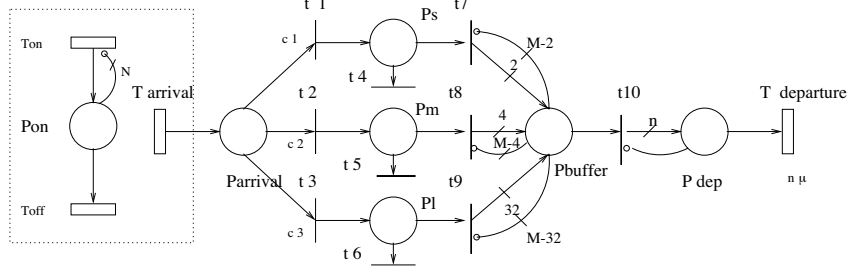 t 1
Ps
t7
Ton
c 1
M-2
N
2
t 4
T arrival
t 2
t8
t10
T departure
Pon
Pm
4
n
c 2
M-4
Parrival
t 5
Pbuffer
t 3
t9
P dep
n μ
Toff
Pl
32
c 3
M-32
t 6